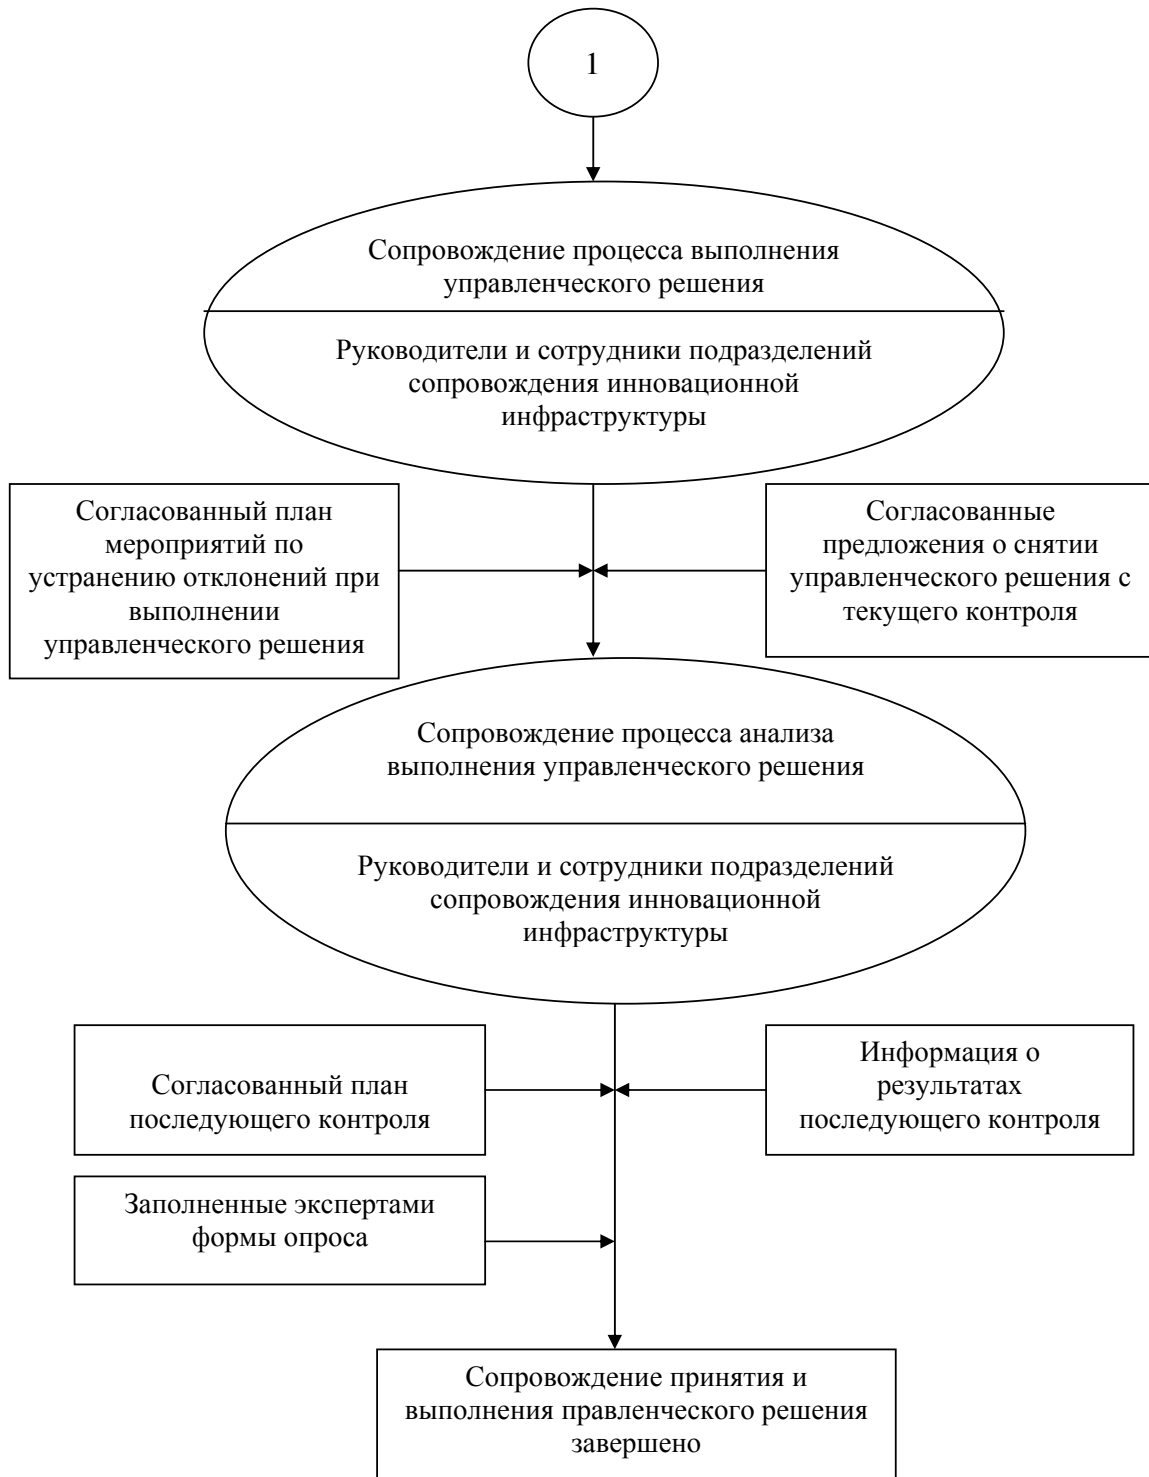 1
Сопровождение процесса выполнения
управленческого решения
Руководители и сотрудники подразделений
сопровождения инновационной
инфраструктуры
Согласованный план
мероприятий по
устранению отклонений при
выполнении
управленческого решения
Согласованные
предложения о снятии
управленческого решения с
текущего контроля
Сопровождение процесса анализа
выполнения управленческого решения
Руководители и сотрудники подразделений
сопровождения инновационной
инфраструктуры
Согласованный план
последующего контроля
Информация о
результатах
последующего контроля
Заполненные экспертами
формы опроса
Сопровождение принятия и
выполнения правленческого решения
завершено